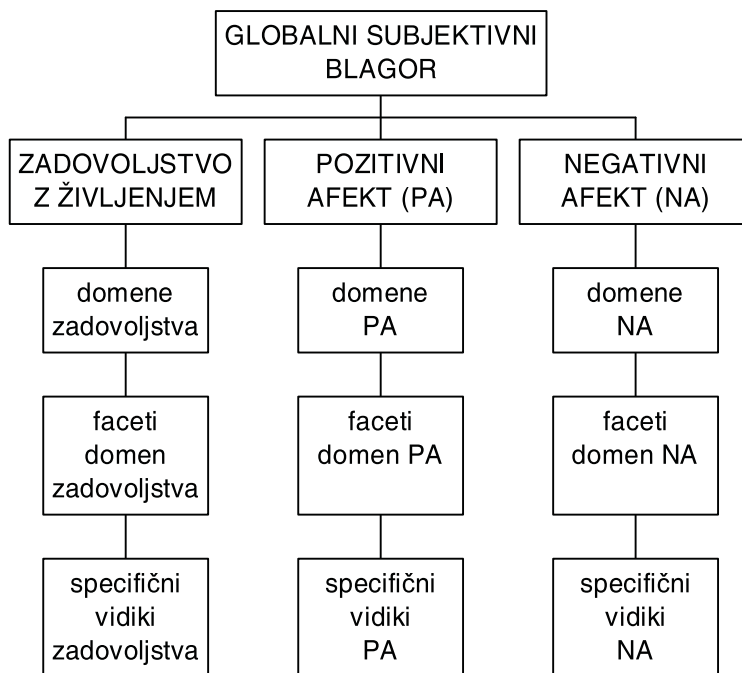 GLOBALNI SUBJEKTIVNI
BLAGOR
ZADOVOLJSTVO
Z ŽIVLJENJEM
POZITIVNI
AFEKT (PA)
NEGATIVNI
AFEKT (NA)
domene
zadovoljstva
domene
PA
domene
NA
faceti
domen
zadovoljstva
faceti
domen PA
faceti
domen NA
specifični
vidiki
zadovoljstva
specifični
vidiki
PA
specifični
vidiki
NA